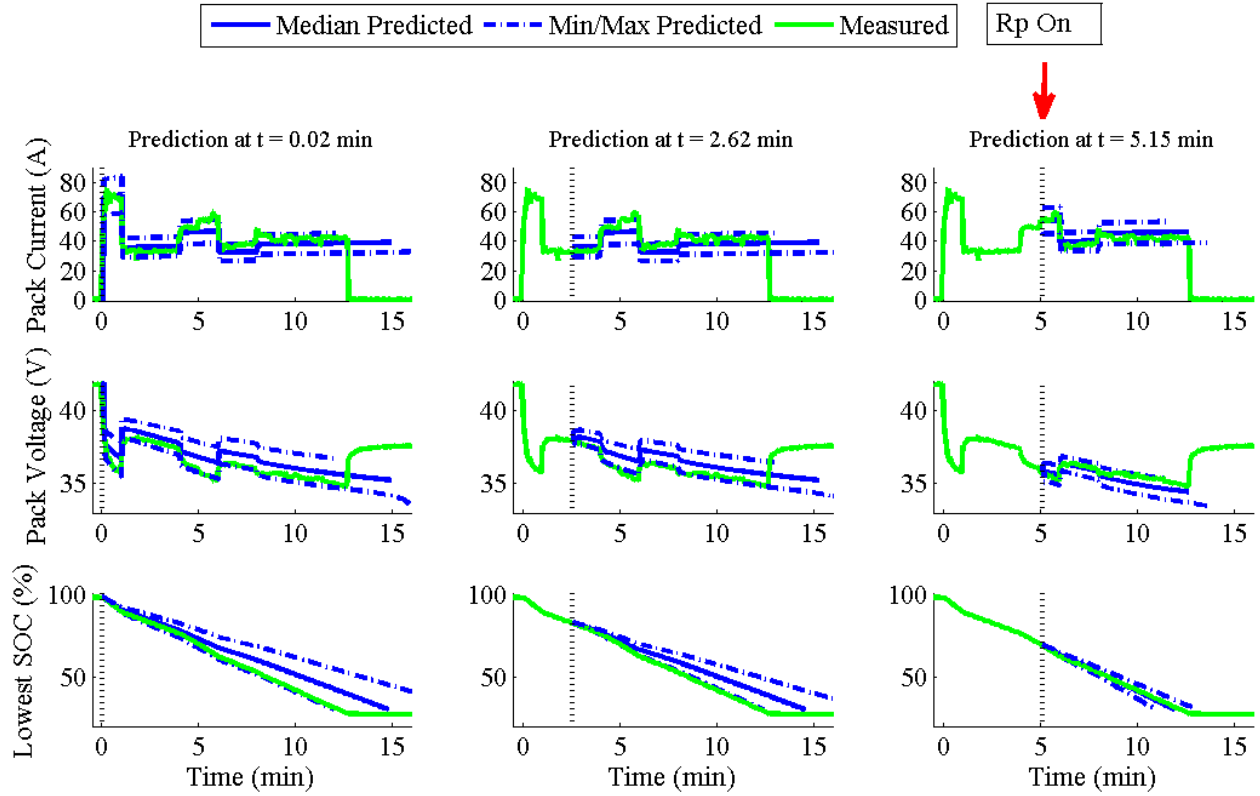 Median Predicted Min/Max Predicted Measured
Rp On
Prediction at t = 0.02 min
Prediction at t = 2.62 min
Prediction at t = 5.15 min
Pack Current (A)
80
60
40
20
0
0 5 10 15
80
60
40
20
0
0 5 10 15
80
60
40
20
0
0 5 10 15
Pack Voltage (V)
40
35
0 5 10 15
40
35
0 5 10 15
40
35
0 5 10 15
Lowest SOC (%)
100
50
0 5 10 15
Time (min)
100
50
0 5 10 15
Time (min)
100
50
0 5 10 15
Time (min)